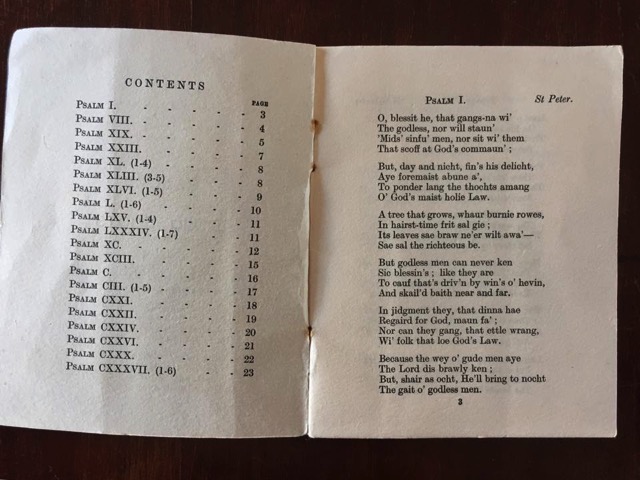 CONTENTS
PAGE
PSALM I. - - - - - 3
PSALM VIII. - - - - - 4
PSALM XIX. - - - - - 5
PSALM XXIII. - - - - - 7
PSALM XL. (1-4) - - - - 8
PSALM XLIII. (3-5) - - - - 8
PSALM XLVI. (1-5) - - - - 9
PSALM L. (1-6) - - - - 10
PSALM LXV. (1-4) - - - - 11
PSALM LXXXIV. (1-7) - - - - 11
PSALM XC. - - - - - 12
PSALM XCIII. - - - - - 15
PSALM C. - - - - - 16
PSALM CIII. (1-5) - - - - 17
PSALM CXXI. - - - - 18
PSALM CXXII. - - - - 19
PSALM CXXIV. - - - - 20
PSALM CXXVI. - - - - 21
PSALM CXXX. - - - - 22
PSALM CXXXVII. (1-6) - - - 23
PSALM I. St Peter.
O, blessit he, that gangs-na wi'
The godless, nor will staun'
'Mids' sinfu' men, nor sit wi' them
That scoff at God's commaun' ;
But, day and nicht, fin's his delicht,
Aye foremaist abune a',
To ponder lang the thochts amang
O' God's maist holie Law.
A tree that grows, whaur burnie rowes,
In hairst-time frit sal gie ;
Its leaves sae braw ne'er wilt awa'—
Sae sal the richteous be.
But godless men can never ken
Sic blessin's ; like they are
To cauf that's driv'n by win's o' hevin,
And skail'd baith near and far.
In jidgment they, that dinna hae
Regaird for God, maun fa' ;
Nor can they gang, that ettle wrang,
Wi' folk that loe God's Law.
Because the wey o' gude men aye
The Lord dis brawly ken ;
But, shair as ocht, He'll bring to nocht
The gait o' godless men.
3